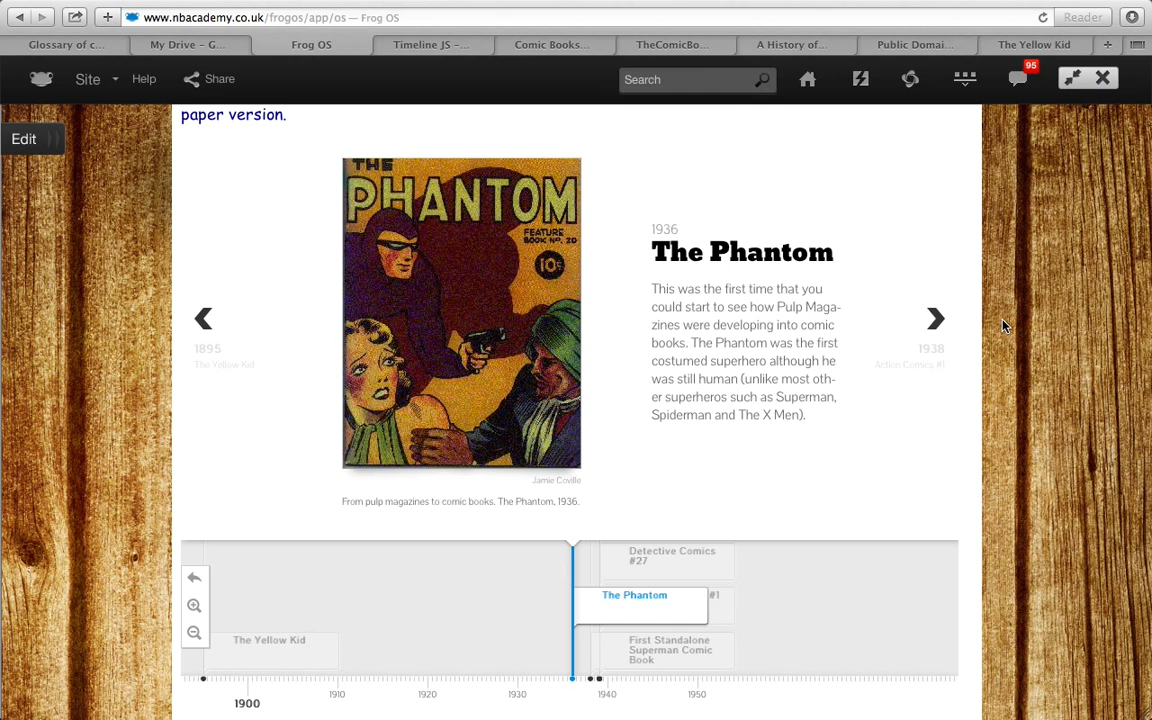 www.nbacademy.co.uk/frogos/app/os — Frog OS
Reader
Glossary of c...
My Drive – G...
Frog OS
Timeline JS –...
Comic Books...
TheComicBo...
A History of...
Public Domai...
The Yellow Kid
Site
Help
Share
Search
95
Edit
paper version.
THE
PHANTOM
FEATURE
BOOK NO. 20
10¢
1936
The Phantom
This was the first time that you
could start to see how Pulp Maga-
zines were developing into comic
books. The Phantom was the first
costumed superhero although he
was still human (unlike most oth-
er superheros such as Superman,
Spiderman and The X Men).
1895
The Yellow Kid
1938
Action Comics #1
Jamie Coville
From pulp magazines to comic books. The Phantom, 1936.
Detective Comics
#27
The Phantom
#1
The Yellow Kid
First Standalone
Superman Comic
Book
1900
1910
1920
1930
1940
1950